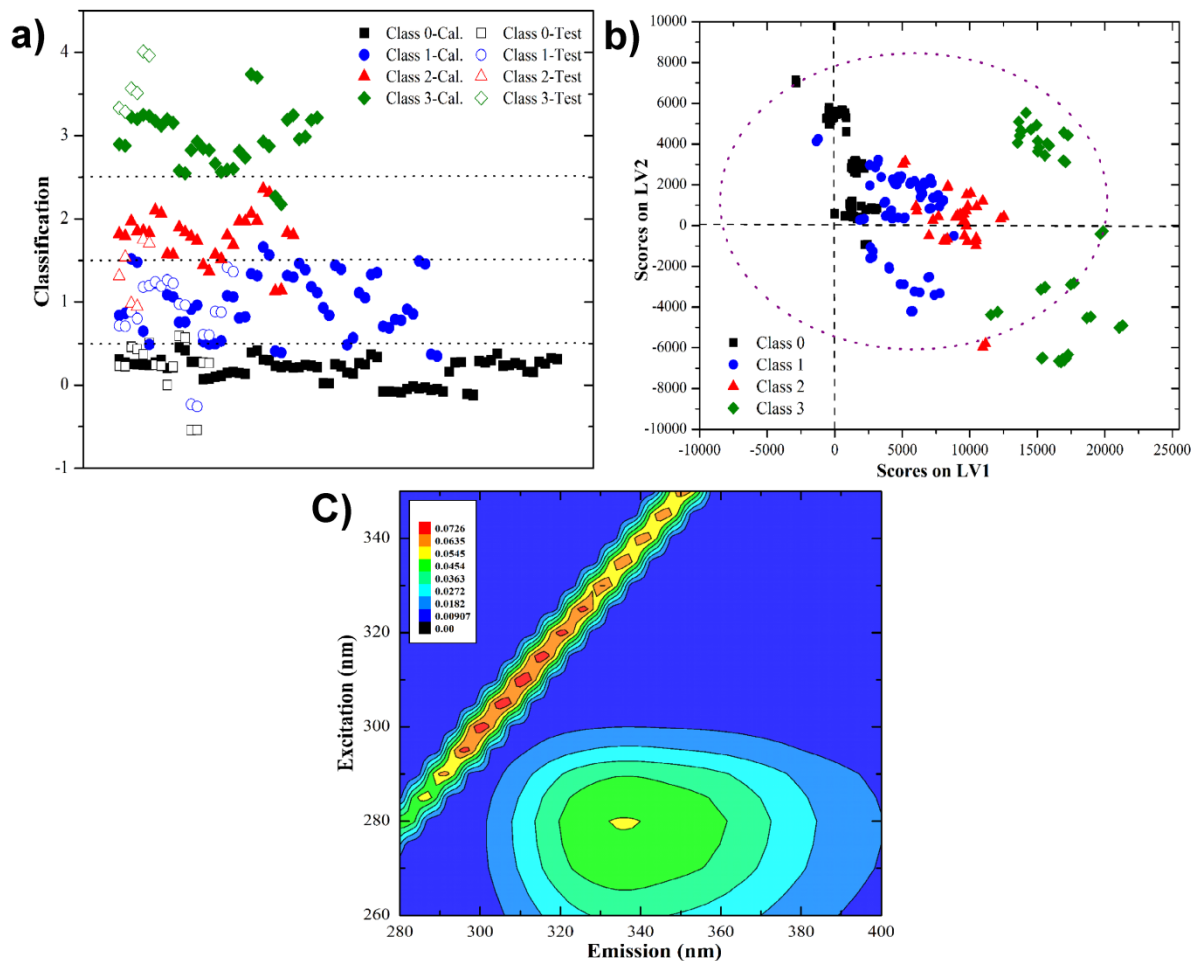 a)
Class 0-Cal. Class 0-Test
Class 1-Cal. Class 1-Test
Class 2-Cal. Class 2-Test
Class 3-Cal. Class 3-Test
4
3
2
1
0
-1
Classification
b)
10000
8000
6000
4000
2000
0
-2000
-4000
-6000
-8000
-10000
Scores on LV2
Class 0
Class 1
Class 2
Class 3
-10000 -5000 0 5000 10000 15000 20000 25000
Scores on LV1
C)
0.0726
0.0635
0.0545
0.0454
0.0363
0.0272
0.0182
0.00907
0.00
340
320
300
280
260
Excitation (nm)
280 300 320 340 360 380 400
Emission (nm)